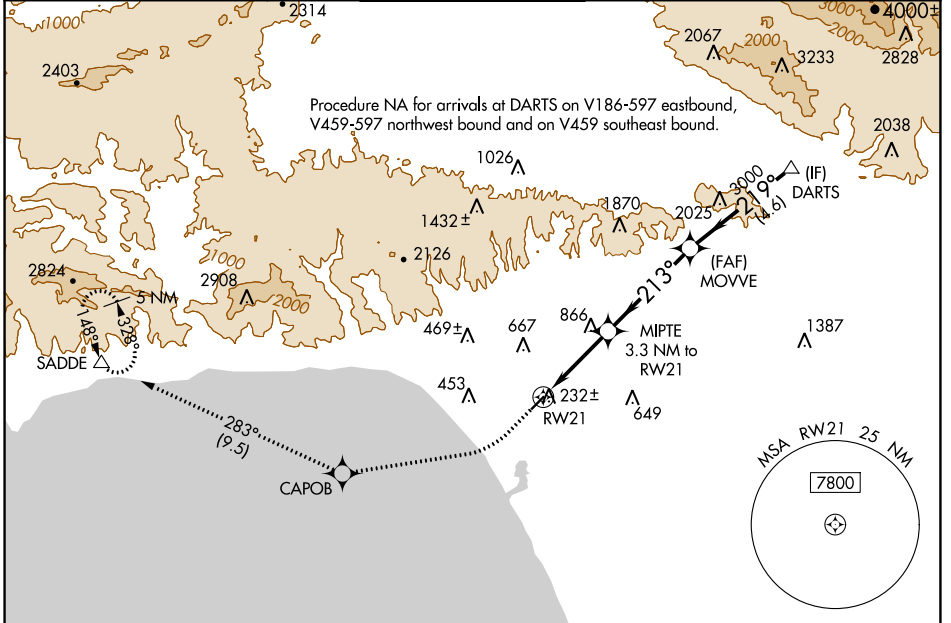 1000
2314
3000
4000±
2000
2067
2000
3233
2828
2403
Procedure NA for arrivals at DARTS on V186-597 eastbound,
V459-597 northwest bound and on V459 southeast bound.
2038
1026
(IF)
DARTS
3000
219°
(4.6)
1432 ±
1870
2025
2126
1000
(FAF)
MOVVE
2824
2908
2000
5 NM
213°
148°
328°
469±
667
866
MIPTE
3.3 NM to
RW21
1387
SADDE
453
232±
RW21
649
283°
(9.5)
CAPOB
MSA RW21 25 NM
7800